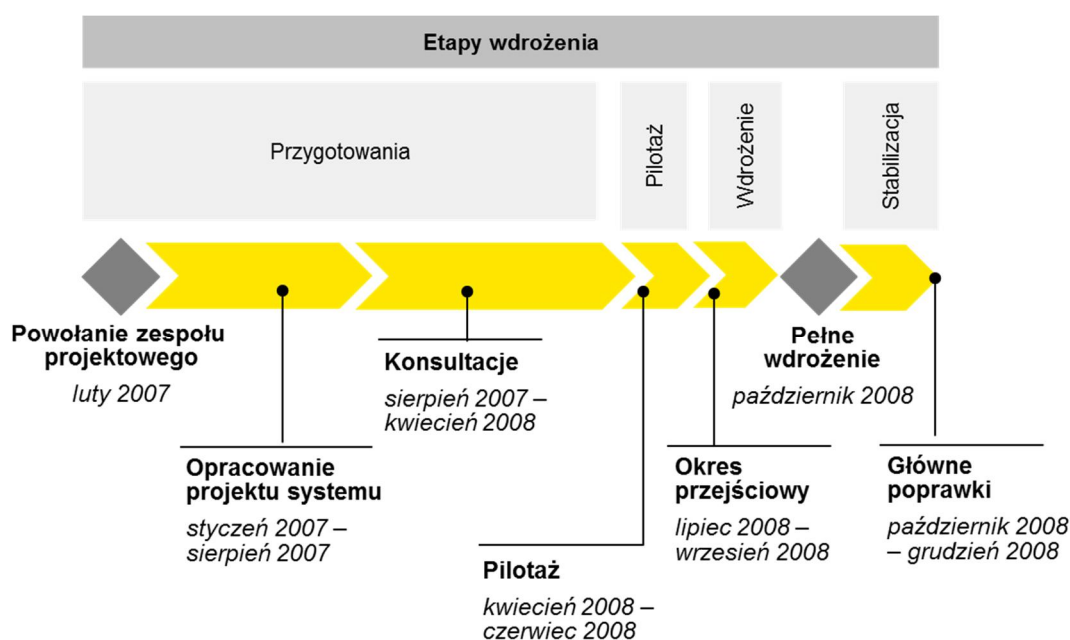 Etapy wdrożenia
Przygotowania
Pilotaż
Wdrożenie
Stabilizacja
Powołanie zespołu
projektowego
luty 2007
Opracowanie
projektu systemu
styczeń 2007 –
sierpień 2007
Konsultacje
sierpień 2007 –
kwiecień 2008
Pilotaż
kwiecień 2008 –
czerwiec 2008
Okres
przejściowy
lipiec 2008 –
wrzesień 2008
Pełne
wdrożenie
październik 2008
Główne
poprawki
październik 2008
– grudzień 2008